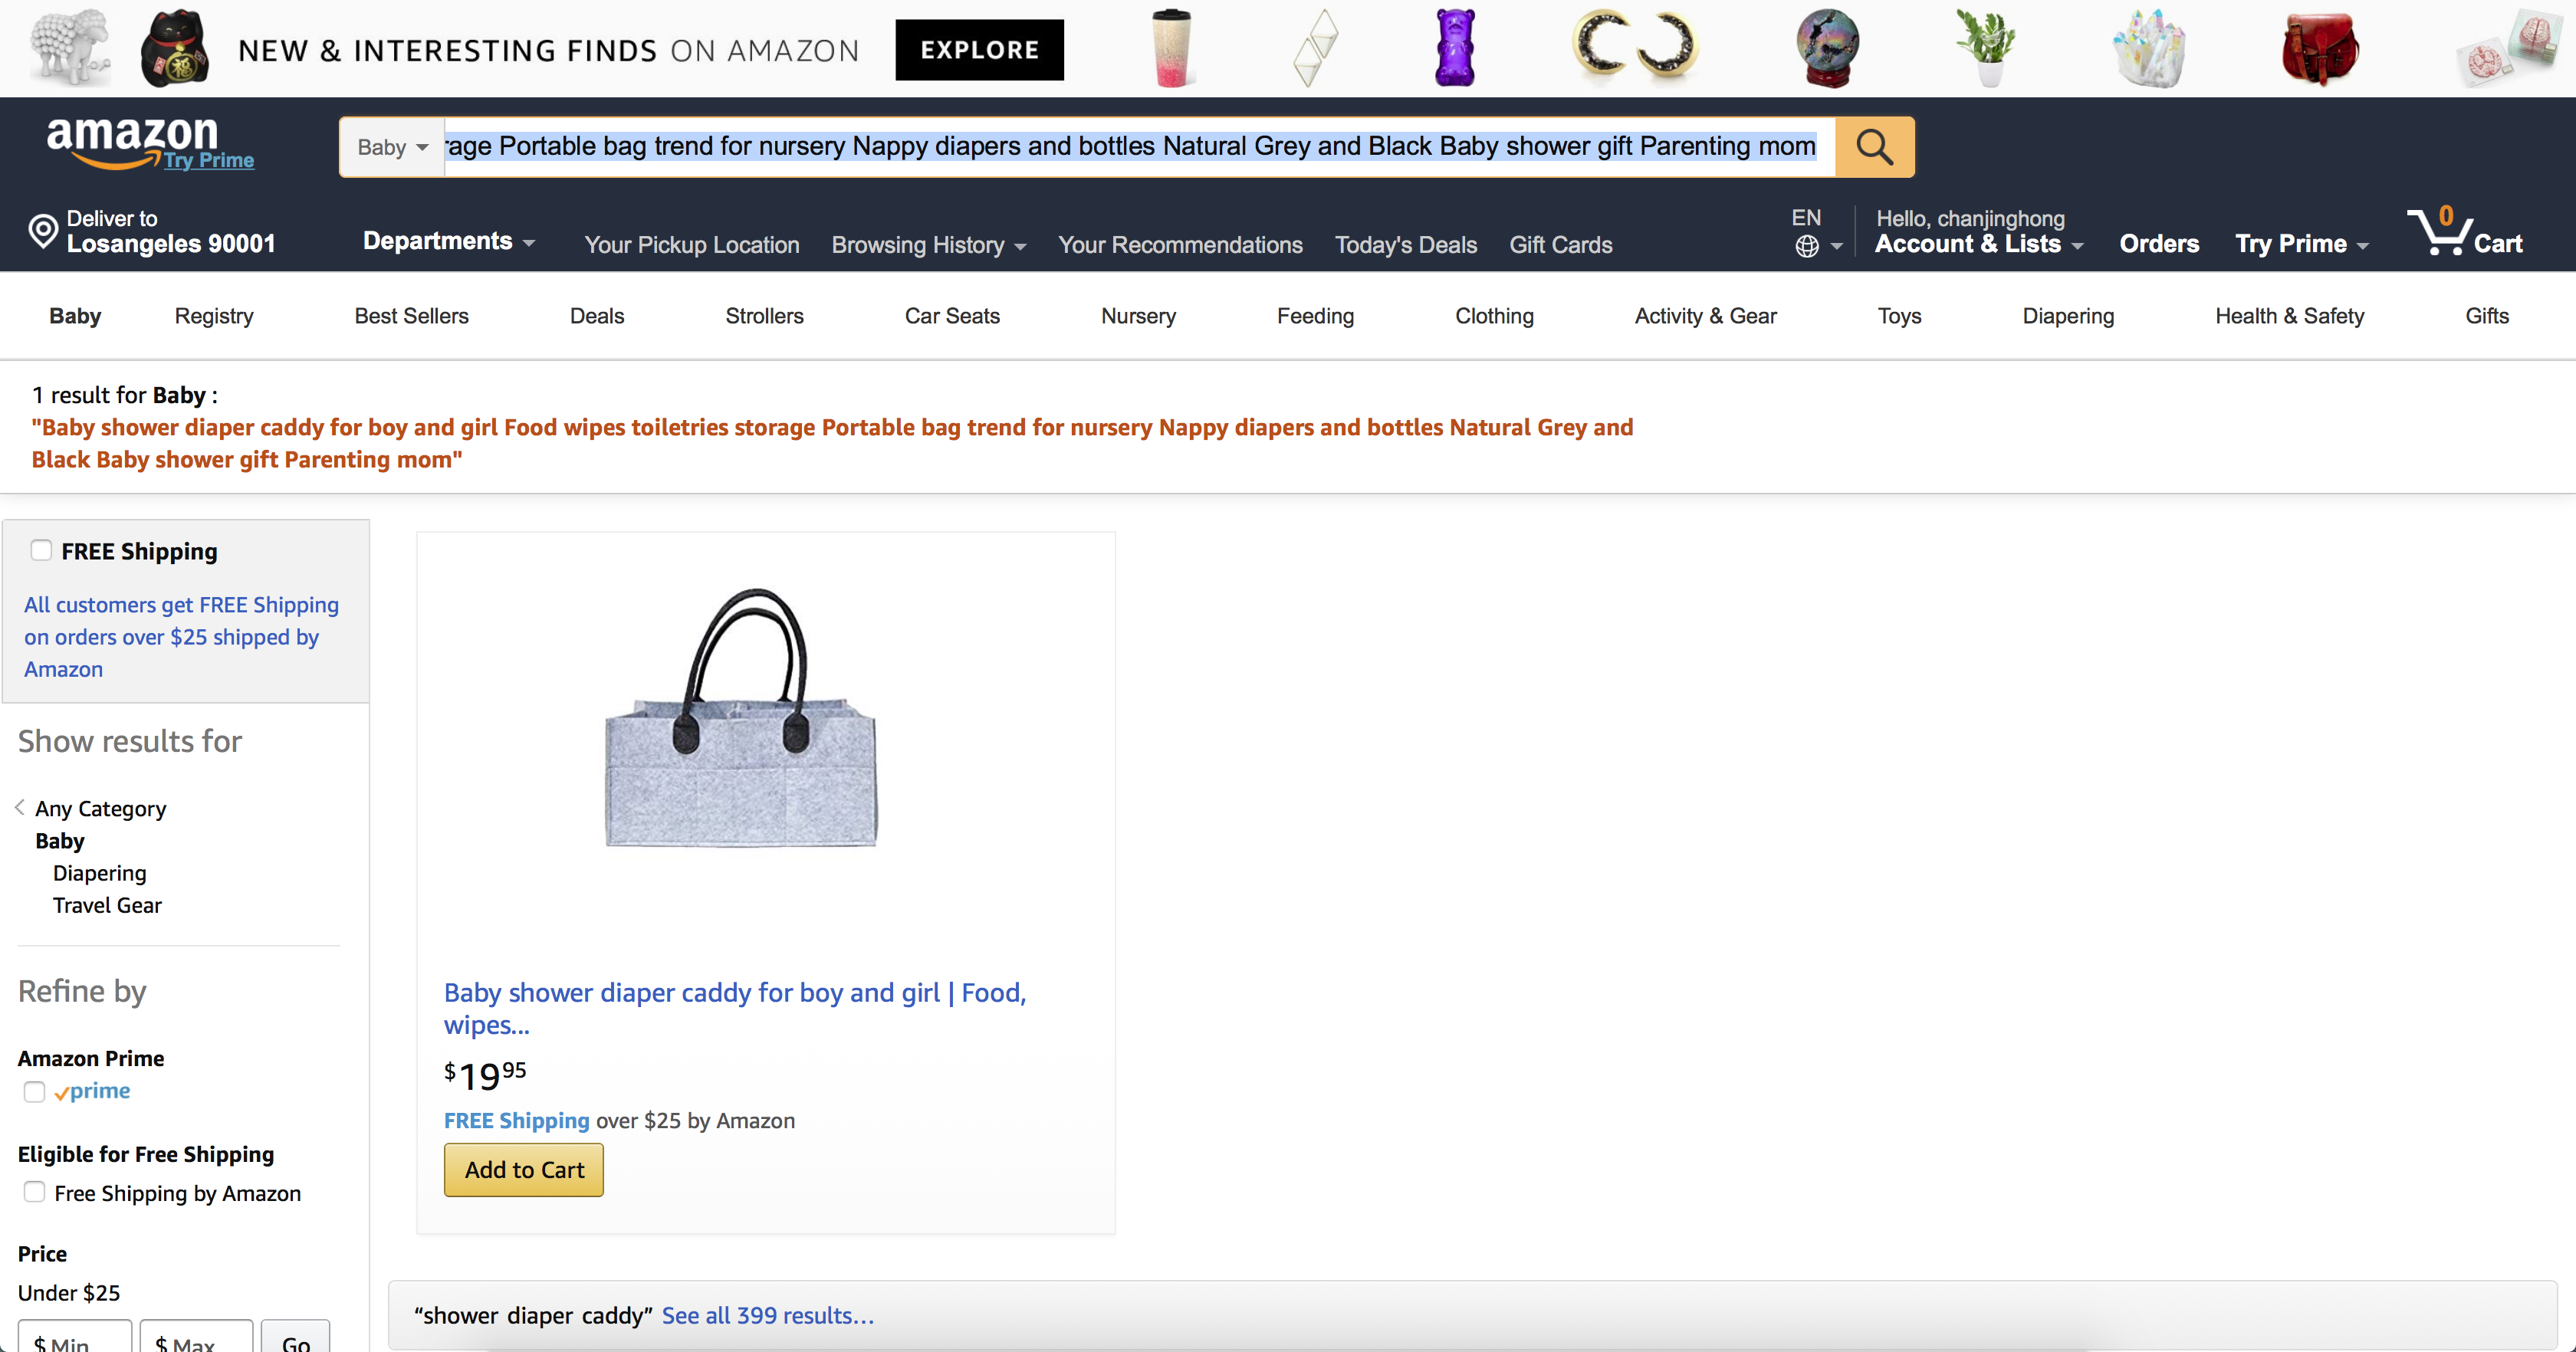 NEW & INTERESTING FINDS ON AMAZON
EXPLORE
amazon
Try Prime
Baby
rage Portable bag trend for nursery Nappy diapers and bottles Natural Grey and Black Baby shower gift Parenting mom
Deliver to
Losangeles 90001
Departments
Your Pickup Location
Browsing History
Your Recommendations
Today's Deals
Gift Cards
EN
Hello, chanjinghong
Account & Lists
Orders
Try Prime
0
Cart
Baby
Registry
Best Sellers
Deals
Strollers
Car Seats
Nursery
Feeding
Clothing
Activity & Gear
Toys
Diapering
Health & Safety
Gifts
1 result for Baby :
"Baby shower diaper caddy for boy and girl Food wipes toiletries storage Portable bag trend for nursery Nappy diapers and bottles Natural Grey and
Black Baby shower gift Parenting mom"
FREE Shipping
All customers get FREE Shipping
on orders over $25 shipped by
Amazon
Show results for
Any Category
Baby
Diapering
Travel Gear
Refine by
Amazon Prime
prime
Eligible for Free Shipping
Free Shipping by Amazon
Price
Under $25
$ Min
$ Max
Go
Baby shower diaper caddy for boy and girl | Food,
wipes...
$19 95
FREE Shipping over $25 by Amazon
Add to Cart
“shower diaper caddy” See all 399 results...